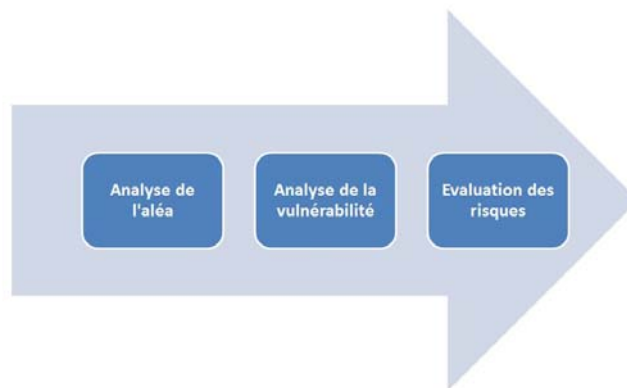 Analyse de
l'aléa
Analyse de la
vulnérabilité
Evaluation des
risques